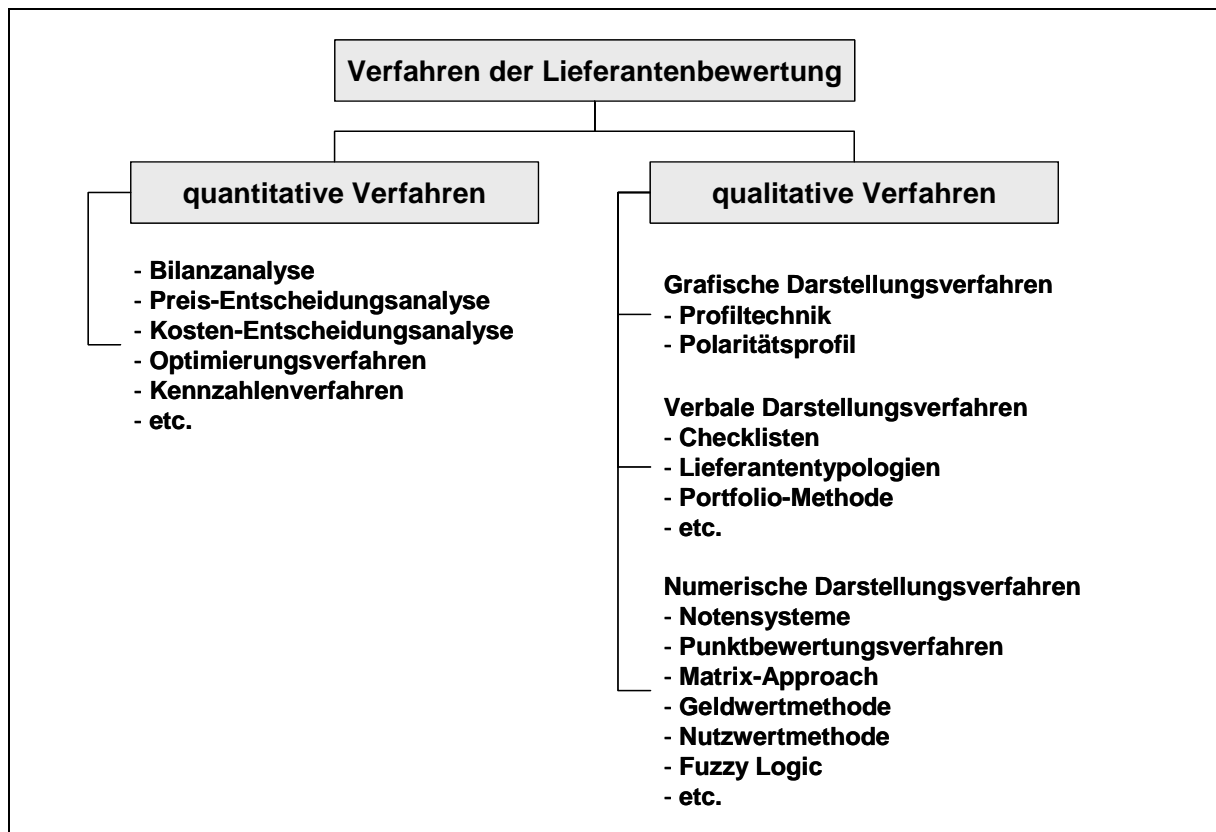 Verfahren der Lieferantenbewertung
quantitative Verfahren
- Bilanzanalyse
- Preis-Entscheidungsanalyse
- Kosten-Entscheidungsanalyse
- Optimierungsverfahren
- Kennzahlenverfahren
- etc.
qualitative Verfahren
Grafische Darstellungsverfahren
- Profiltechnik
- Polaritätsprofil
Verbale Darstellungsverfahren
- Checklisten
- Lieferantentypologien
- Portfolio-Methode
- etc.
Numerische Darstellungsverfahren
- Notensysteme
- Punktbewertungsverfahren
- Matrix-Approach
- Geldwertmethode
- Nutzwertmethode
- Fuzzy Logic
- etc.